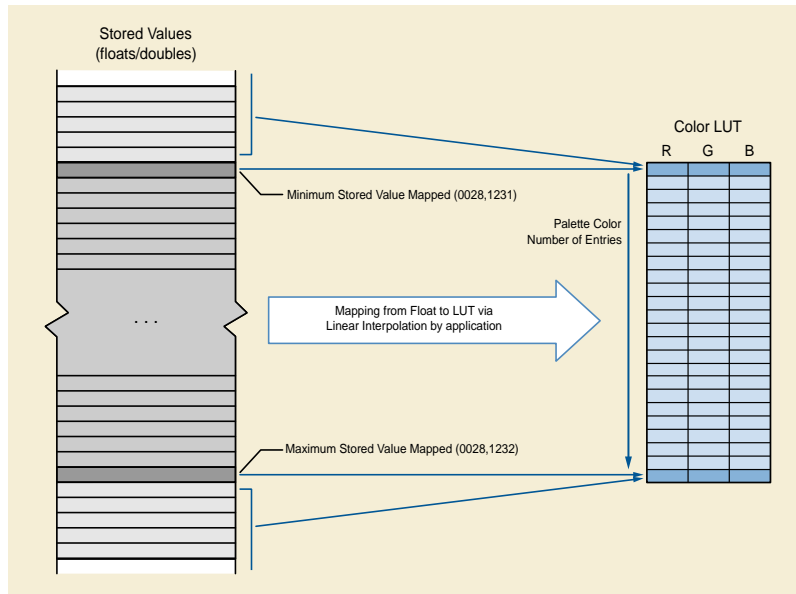 Stored Values
(floats/doubles)
Color LUT
R G B
Minimum Stored Value Mapped (0028,1231)
Palette Color
Number of Entries
. . .
Mapping from Float to LUT via
Linear Interpolation by application
Maximum Stored Value Mapped (0028,1232)